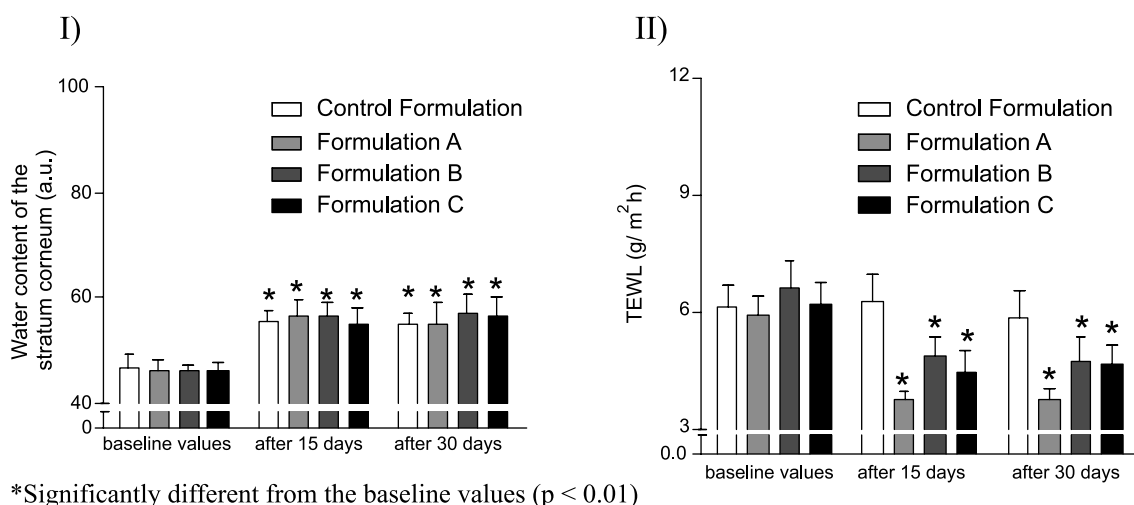 I)
100
80
60
40
0
Water content of the
stratum corneum (a.u.)
Control Formulation
Formulation A
Formulation B
Formulation C
* * * * * * * *
baseline values after 15 days after 30 days
II)
12
9
6
3
0.0
TEWL (g/ m²h)
Control Formulation
Formulation A
Formulation B
Formulation C
* * * * * *
baseline values after 15 days after 30 days
*Significantly different from the baseline values (p < 0.01)